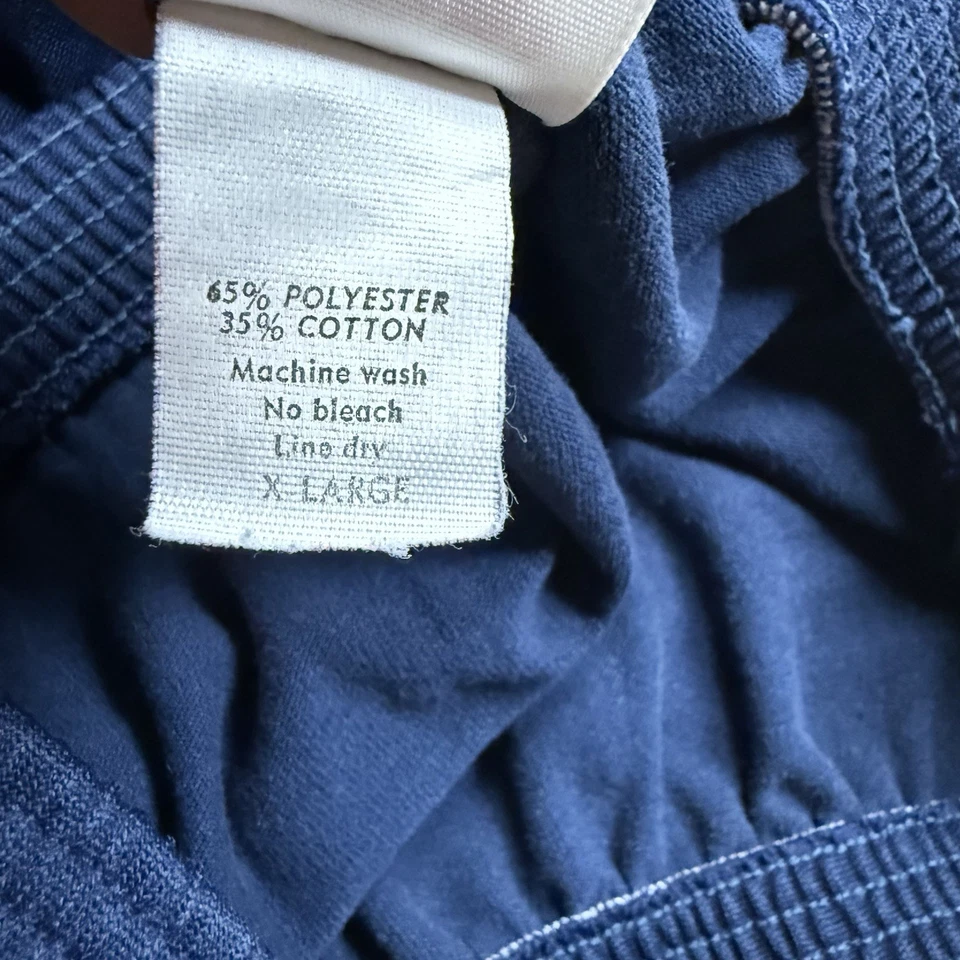 65% POLYESTER
35% COTTON
Machine wash
No bleach
Line dry
X-LARGE